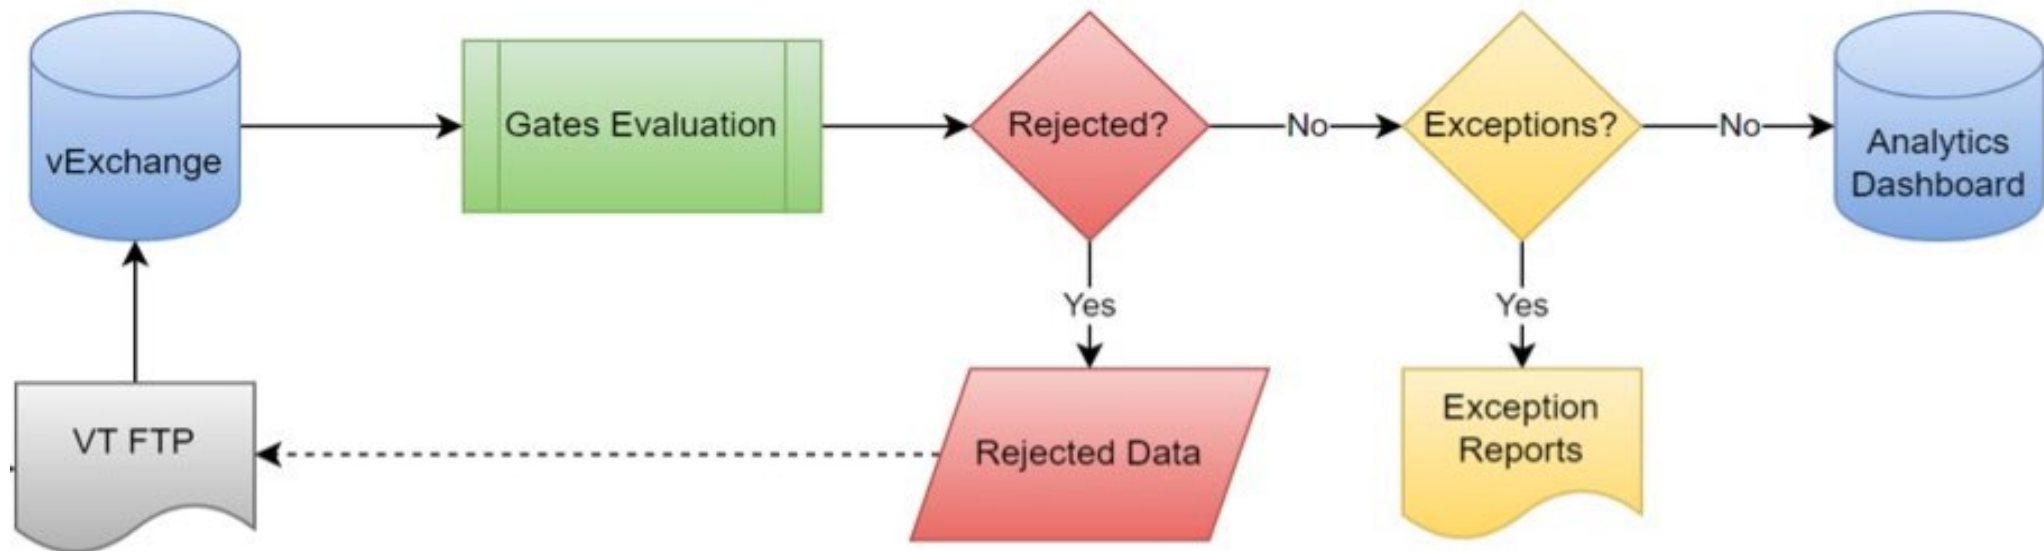 vExchange
Gates Evaluation
Rejected?
No
Exceptions?
No
Analytics
Dashboard
Yes
Yes
VT FTP
Rejected Data
Exception
Reports